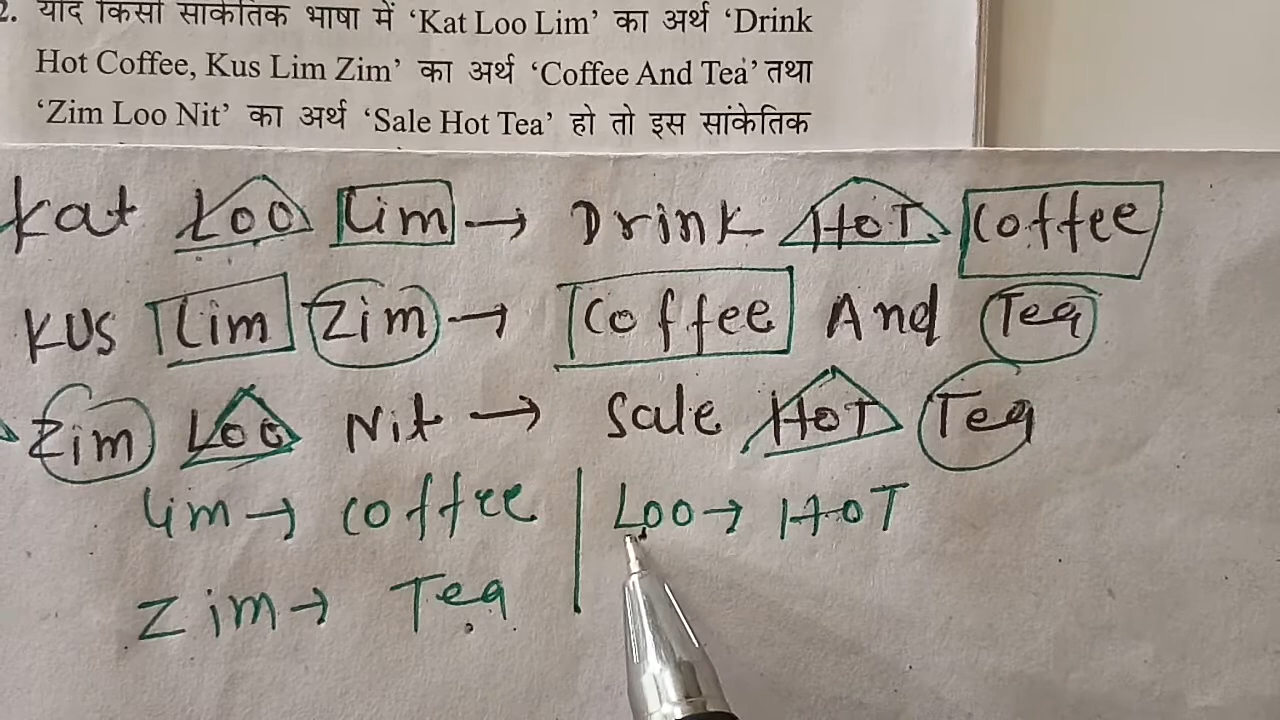 2. यदि किसी सांकेतिक भाषा में ‘Kat Loo Lim’ का अर्थ ‘Drink
Hot Coffee, Kus Lim Zim’ का अर्थ ‘Coffee And Tea’ तथा
‘Zim Loo Nit’ का अर्थ ‘Sale Hot Tea’ हो तो इस सांकेतिक
Kat Loo Lim → Drink HOT Coffee
KUS Lim Zim → Coffee And Tea
Zim Loo Nit → Sale HOT Tea
Lim → Coffee | Loo → HOT
Zim → Tea